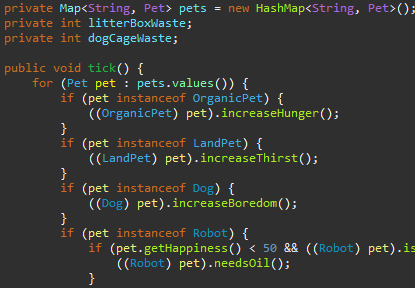 private Map<String, Pet> pets = new HashMap<String, Pet>();
private int litterBoxWaste;
private int dogCageWaste;

public void tick() {
    for (Pet pet : pets.values()) {
        if (pet instanceof OrganicPet) {
            ((OrganicPet) pet).increaseHunger();
        }
        if (pet instanceof LandPet) {
            ((LandPet) pet).increaseThirst();
        }
        if (pet instanceof Dog) {
            ((Dog) pet).increaseBoredom();
        }
        if (pet instanceof Robot) {
            if (pet.getHappiness() < 50 && ((Robot) pet).is
                ((Robot) pet).needsOil();
            }